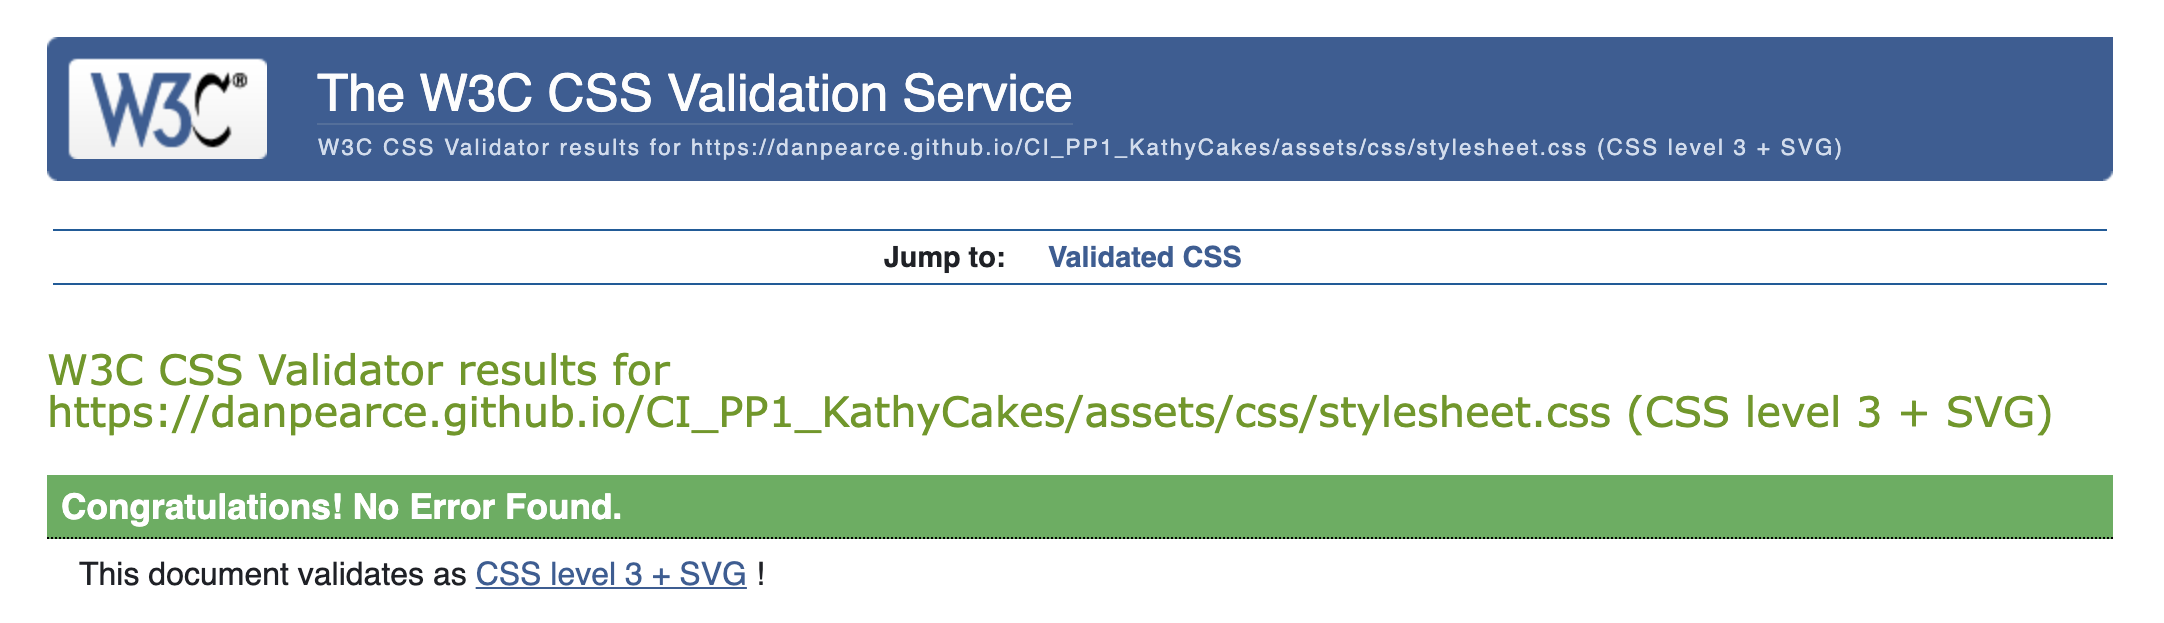 W3C®
The W3C CSS Validation Service
W3C CSS Validator results for https://danpearce.github.io/CI_PP1_KathyCakes/assets/css/stylesheet.css (CSS level 3 + SVG)
Jump to: Validated CSS
W3C CSS Validator results for
https://danpearce.github.io/CI_PP1_KathyCakes/assets/css/stylesheet.css (CSS level 3 + SVG)
Congratulations! No Error Found.
This document validates as CSS level 3 + SVG !